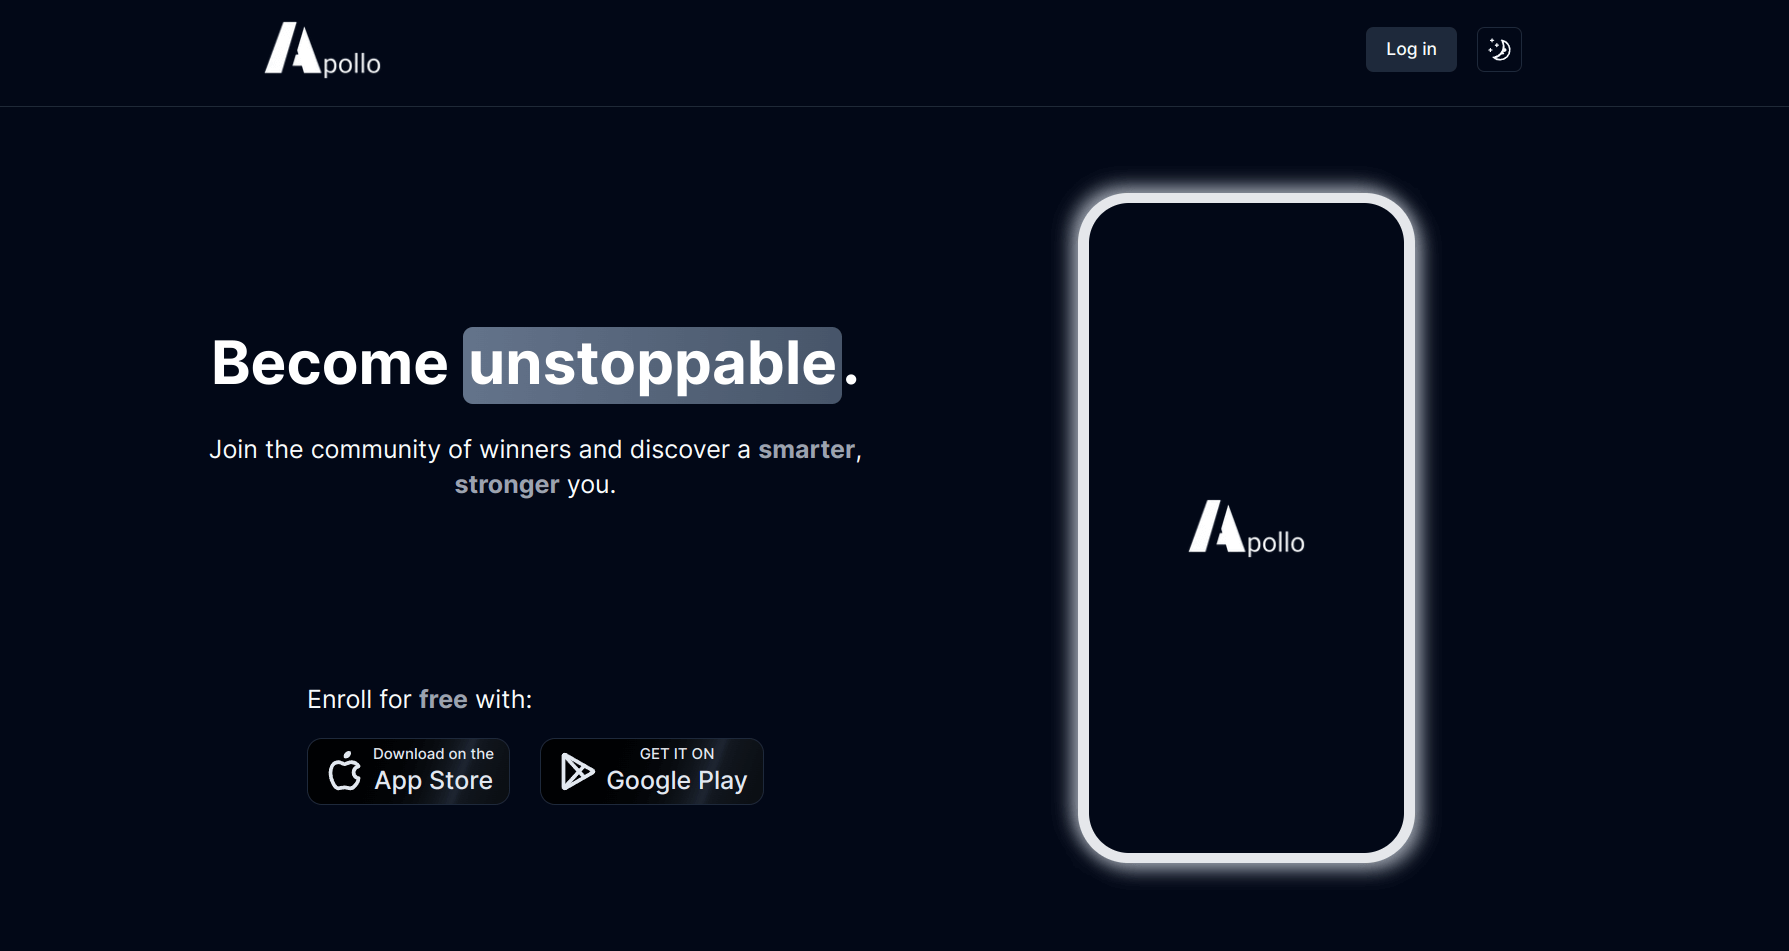 Apollo
Log in
Become unstoppable.
Join the community of winners and discover a smarter,
stronger you.
Enroll for free with:
Download on the
App Store
GET IT ON
Google Play
Apollo